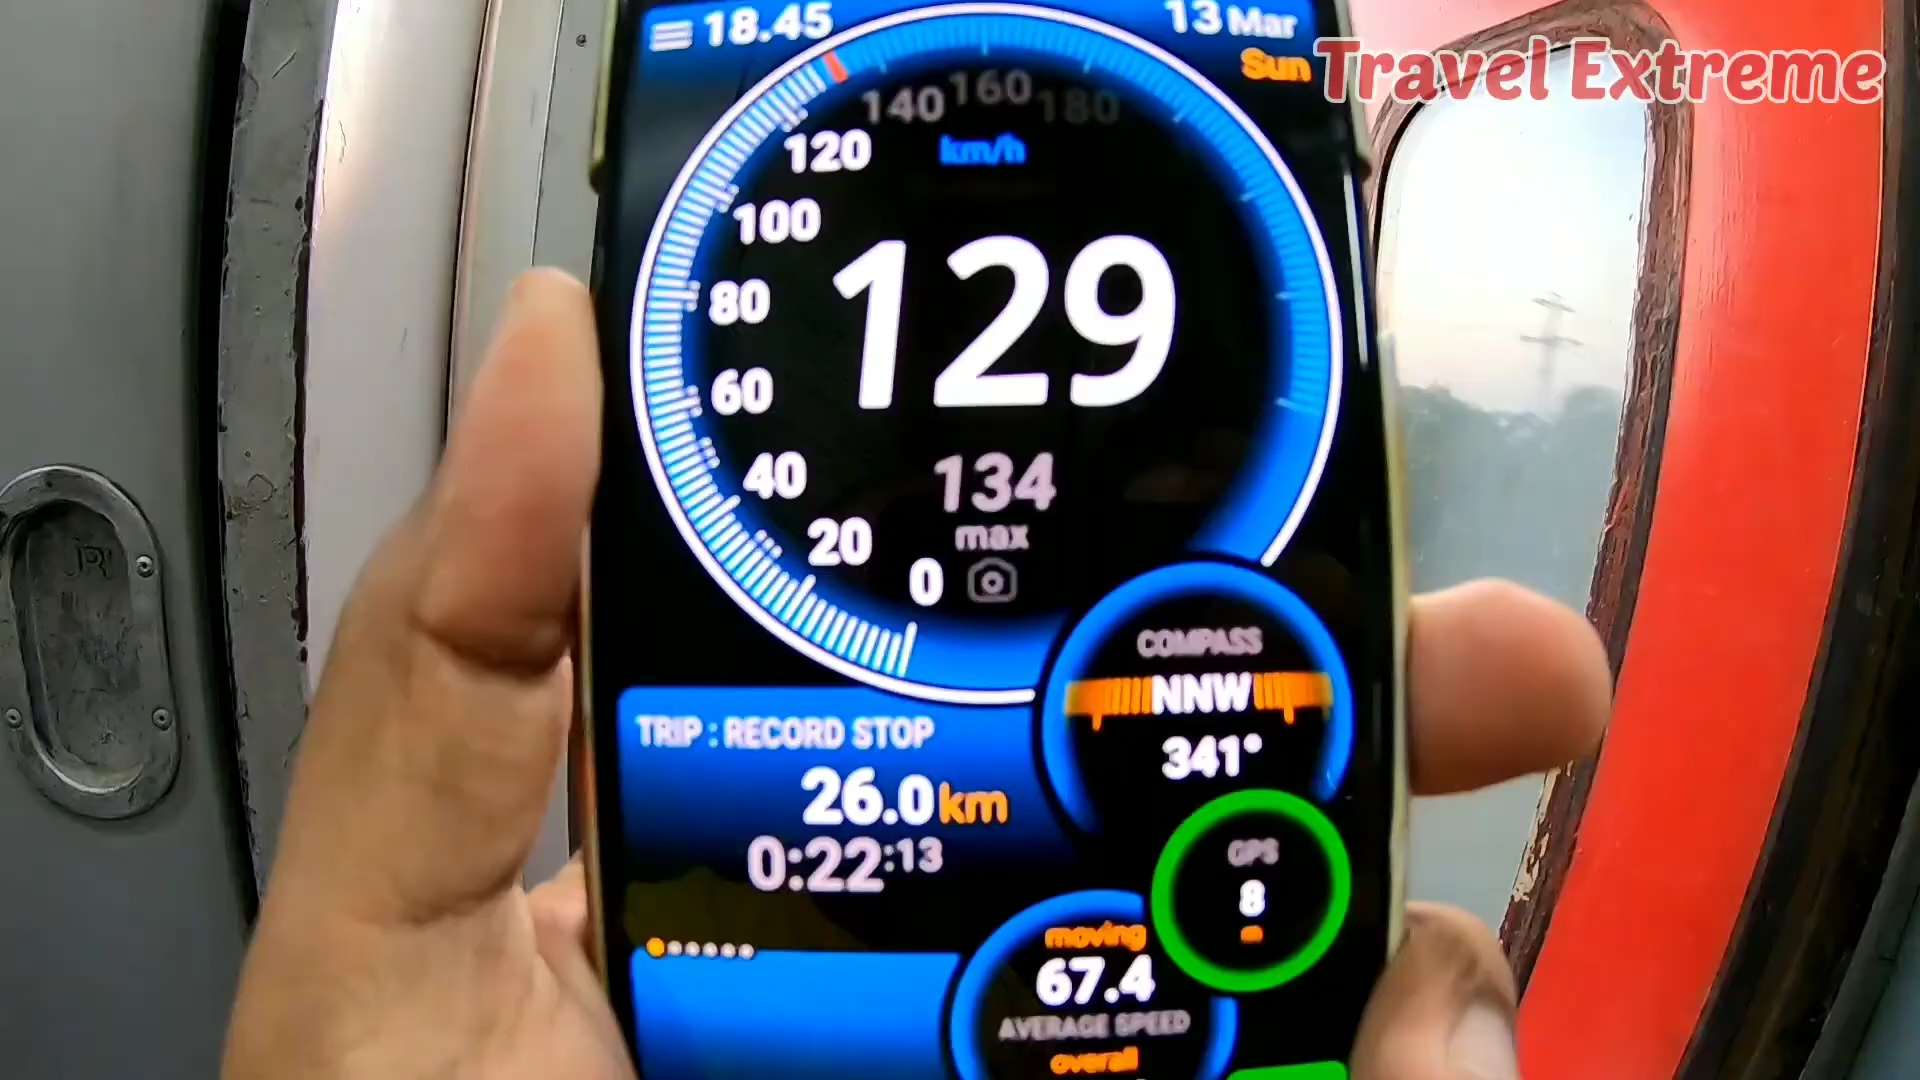 18.45
13 Mar
Sun
Travel Extreme
140 160 180
120
km/h
100
129
80
60
40
134
max
20
0
COMPASS
NNW
341°
TRIP : RECORD STOP
26.0 km
0:22:13
GPS
8
m
moving
67.4
AVERAGE SPEED
overall